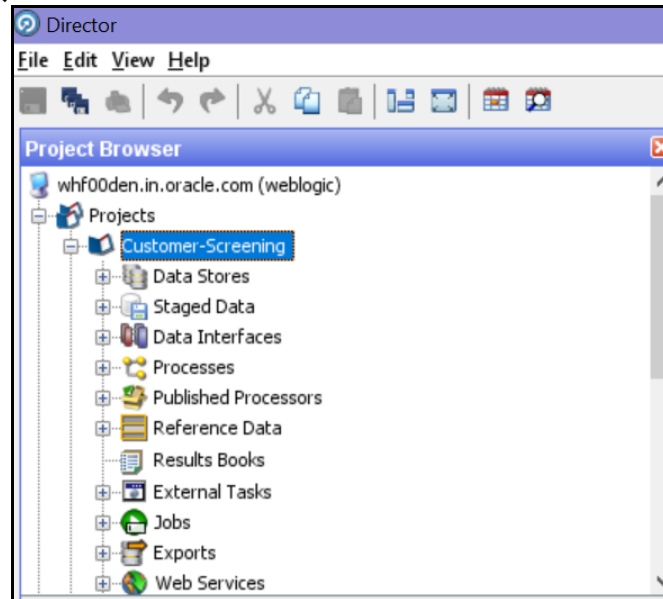 Director
File Edit View Help
Project Browser
whf00den.in.oracle.com (weblogic)
Projects
Customer-Screening
Data Stores
Staged Data
Data Interfaces
Processes
Published Processors
Reference Data
Results Books
External Tasks
Jobs
Exports
Web Services